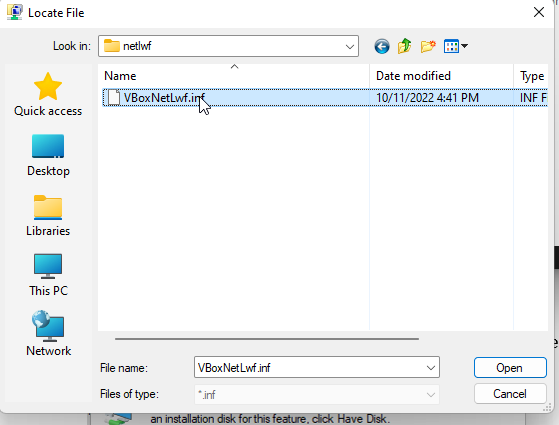 Locate File
Look in: netlwf
Name Date modified Type
VBoxNetLwf.inf 10/11/2022 4:41 PM INF F
Quick access
Desktop
Libraries
This PC
Network
File name: VBoxNetLwf.inf Open
Files of type: *.inf Cancel
an installation disk for this feature, click Have Disk.